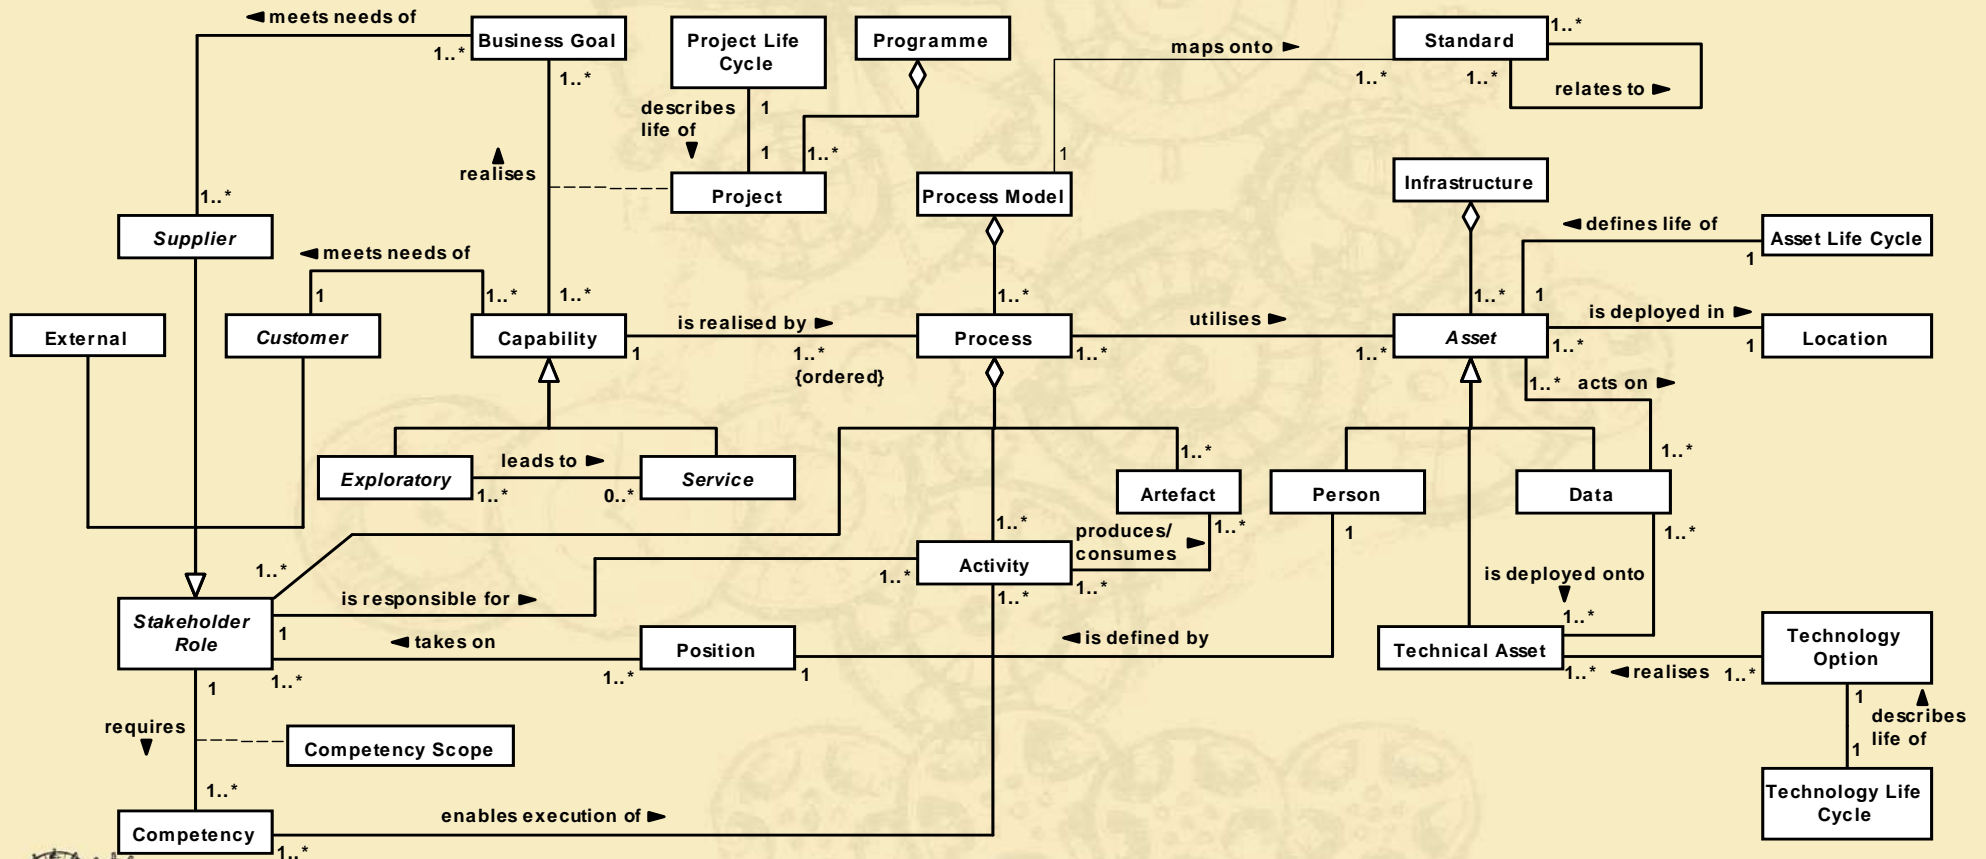 ◄ meets needs of
1..*
Business Goal
1..*
Project Life
Cycle
Programme
maps onto ►
Standard
1..*
1..*
1..*
relates to ►
describes
life of
▼
1
1
1..*
▲
realises
Project
Process Model
1
Infrastructure
1..*
Supplier
◄ meets needs of
◄ defines life of
Asset Life Cycle
1
1
1..*
1..*
1..*
1..*
1
External
Customer
Capability
1
is realised by ►
1..*
{ordered}
Process
1..*
utilises ►
1..*
Asset
1..*
is deployed in ►
1
Location
1..*
acts on ►
Exploratory
leads to ►
1..*
0..*
Service
1..*
1..*
Artefact
Person
Data
1..*
produces/
consumes ►
1..*
1
1..*
1..*
is responsible for ►
1..*
Activity
1..*
1..*
is deployed onto
▼
1..*
Stakeholder
Role
1
◄ takes on
1..*
1..*
Position
1
◄ is defined by
Technical Asset
1..*
◄ realises
1..*
Technology
Option
1
requires
▼
Competency Scope
1
▲
describes
life of
1
1..*
Technology Life
Cycle
Competency
1..*
enables execution of ►